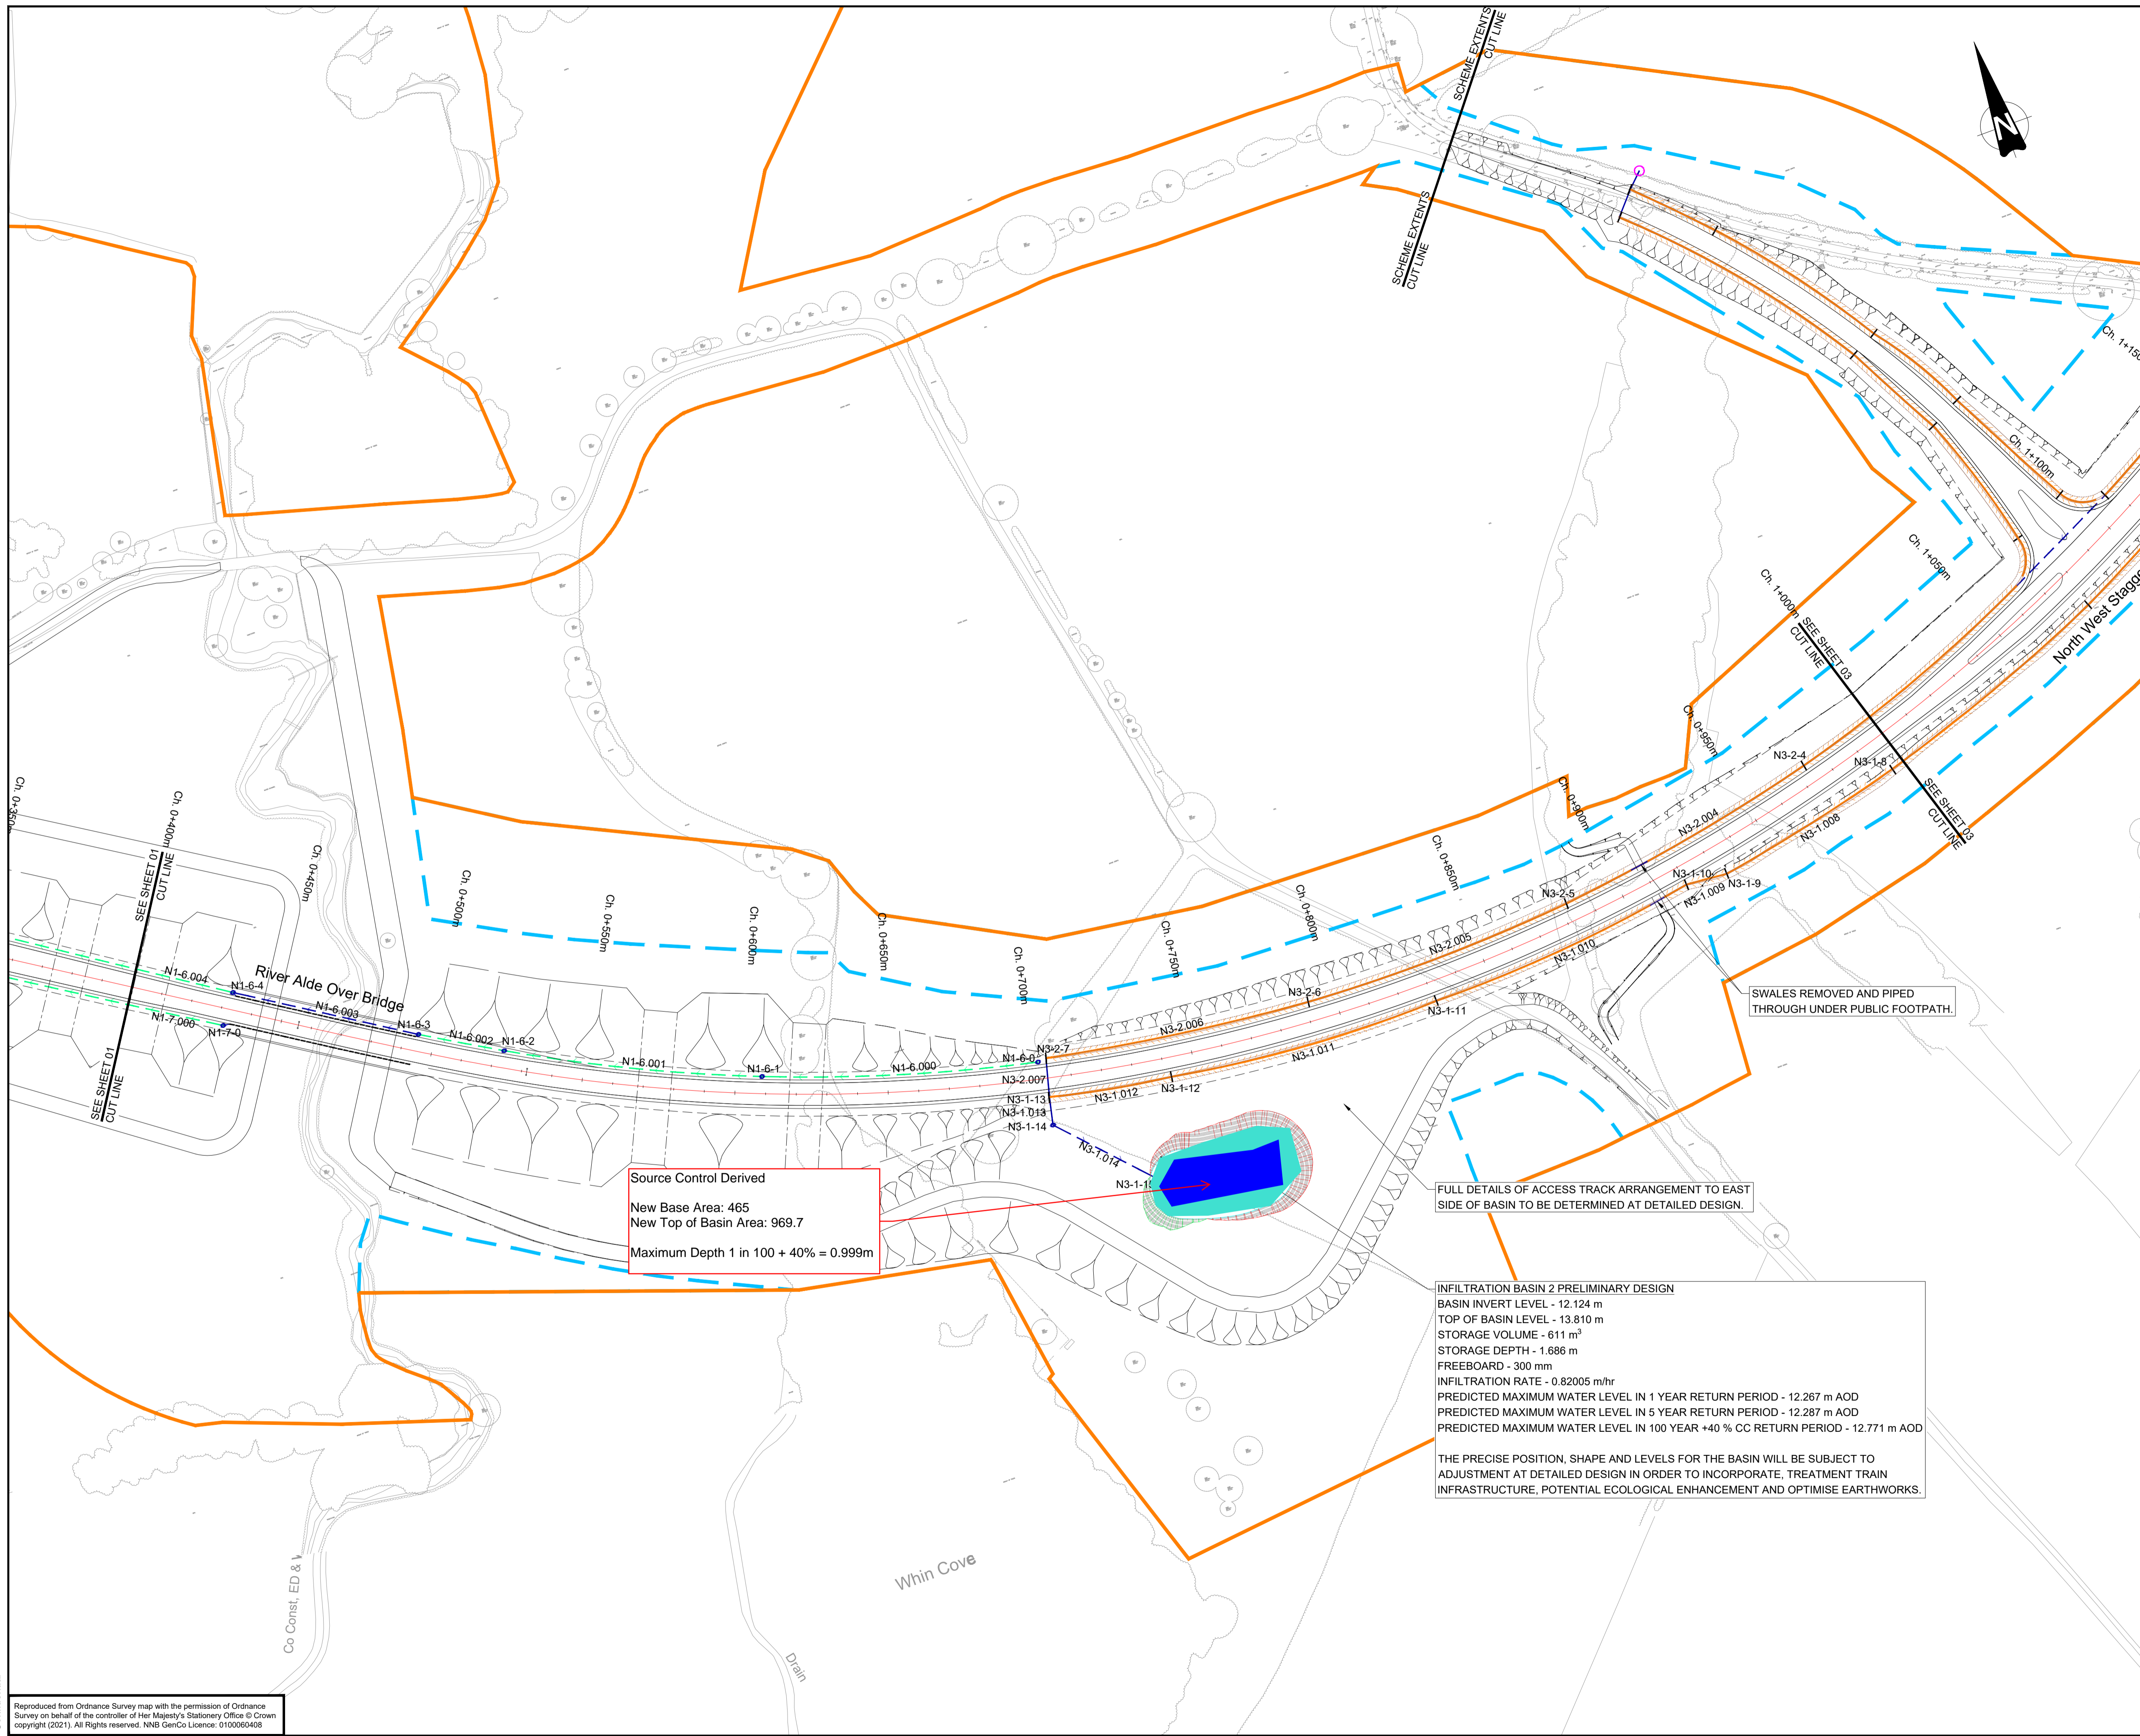 SCHEME EXTENTS
CUT LINE
N
SCHEME EXTENTS
CUT LINE
Ch. 1+100m
Ch. 1+050m
Ch. 1+000m
SEE SHEET 03
CUT LINE
North West
Ch. 0+950m
N3-2-4
N3-1-8
SEE SHEET 03
CUT LINE
Ch. 0+900m
N3-2.004
N3-1.008
Ch. 0+400m
SEE SHEET 01
CUT LINE
Ch. 0+450m
Ch. 0+500m
Ch. 0+550m
Ch. 0+600m
Ch. 0+650m
Ch. 0+700m
Ch. 0+750m
Ch. 0+800m
Ch. 0+850m
N3-1-10
N3-1-9
N3-1.009
N3-2-5
N3-2.005
N3-1.010
N1-6.004
N1-6-4
River Alde Over Bridge
N1-6.003
N1-6-3
N1-7.000
N1-7-0
N1-6.002
N1-6-2
N1-6.001
N1-6-1
N1-6.000
N1-6-0
N3-2-7
N3-2.006
N3-2-6
N3-1-11
SWALES REMOVED AND PIPED
THROUGH UNDER PUBLIC FOOTPATH.
N3-1.011
N3-2.007
N3-1-13
N3-1.012
N3-1-12
N3-1.013
N3-1-14
N3-1.014
SEE SHEET 01
CUT LINE
Source Control Derived
New Base Area: 465
New Top of Basin Area: 969.7
Maximum Depth 1 in 100 + 40% = 0.999m
FULL DETAILS OF ACCESS TRACK ARRANGEMENT TO EAST
SIDE OF BASIN TO BE DETERMINED AT DETAILED DESIGN.
INFILTRATION BASIN 2 PRELIMINARY DESIGN
BASIN INVERT LEVEL - 12.124 m
TOP OF BASIN LEVEL - 13.810 m
STORAGE VOLUME - 611 m³
STORAGE DEPTH - 1.686 m
FREEBOARD - 300 mm
INFILTRATION RATE - 0.82005 m/hr
PREDICTED MAXIMUM WATER LEVEL IN 1 YEAR RETURN PERIOD - 12.267 m AOD
PREDICTED MAXIMUM WATER LEVEL IN 5 YEAR RETURN PERIOD - 12.287 m AOD
PREDICTED MAXIMUM WATER LEVEL IN 100 YEAR +40 % CC RETURN PERIOD - 12.771 m AOD
THE PRECISE POSITION, SHAPE AND LEVELS FOR THE BASIN WILL BE SUBJECT TO
ADJUSTMENT AT DETAILED DESIGN IN ORDER TO INCORPORATE, TREATMENT TRAIN
INFRASTRUCTURE, POTENTIAL ECOLOGICAL ENHANCEMENT AND OPTIMISE EARTHWORKS.
Whin Cove
Co Const, ED &
Drain
Reproduced from Ordnance Survey map with the permission of Ordnance
Survey on behalf of the controller of Her Majesty's Stationery Office © Crown
copyright (2021). All Rights reserved. NNB GenCo Licence: 0100060408